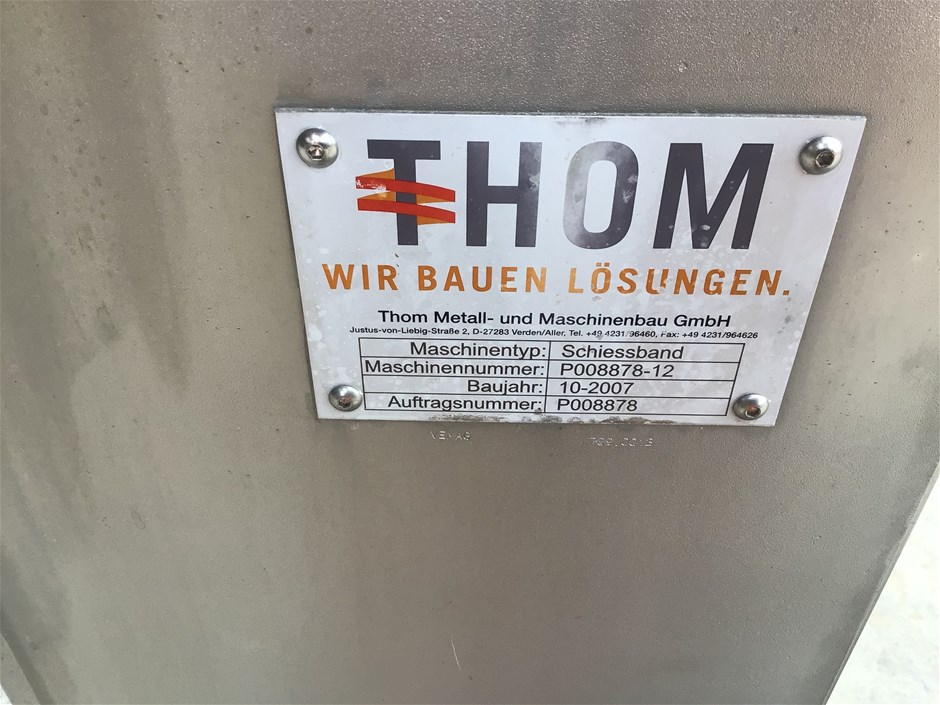 THOM
WIR BAUEN LÖSUNGEN.
Thom Metall- und Maschinenbau GmbH
Justus-von-Liebig-Straße 2, D-27283 Verden/Aller, Tel. +49 4231/96460, Fax: +49 4231/964626
Maschinentyp: Schiessband
Maschinennummer: P008878-12
Baujahr: 10-2007
Auftragsnummer: P008878